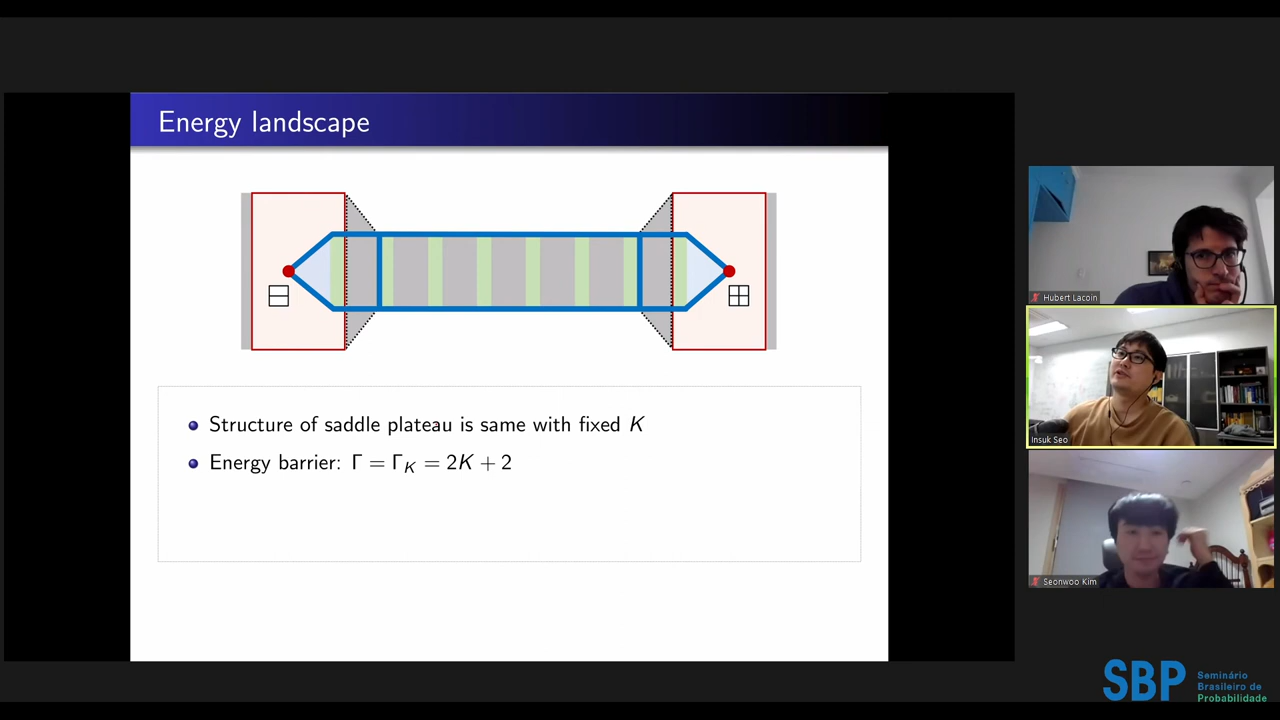 Energy landscape
Structure of saddle plateau is same with fixed K
Energy barrier: Γ = Γ_K = 2K + 2
Hubert Lacoin
Insuk Seo
Seonwoo Kim
SBP
Seminário
Brasileiro de
Probabilidade